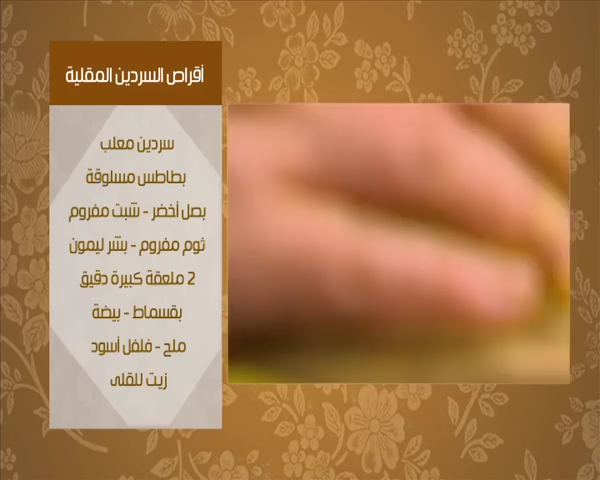 أقراص السردين المقلية
سردين معلب
بطاطس مسلوقة
بصل أخضر - شبت مفروم
ثوم مفروم - بشر ليمون
2 ملعقة كبيرة دقيق
بقسماط - بيضة
ملح - فلفل أسود
زيت للقلى